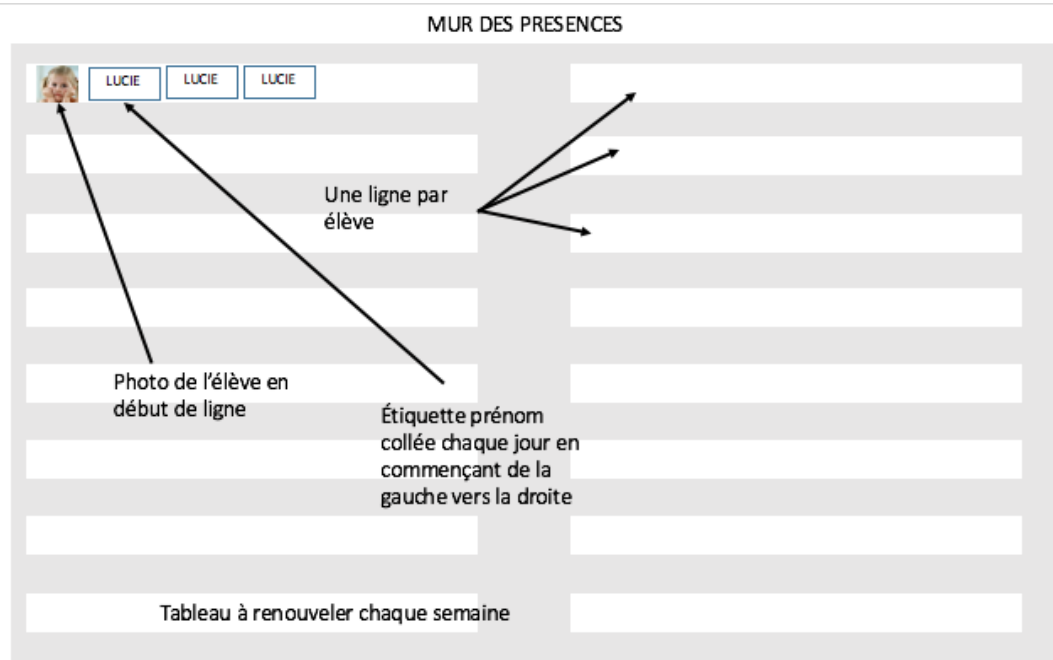 MUR DES PRESENCES
LUCIE LUCIE LUCIE
Une ligne par
élève
Photo de l'élève en
début de ligne
Étiquette prénom
collée chaque jour en
commençant de la
gauche vers la droite
Tableau à renouveler chaque semaine